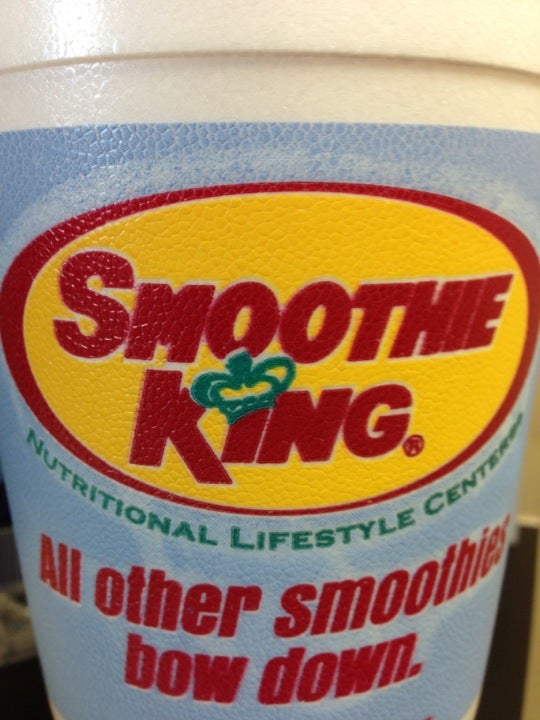 SMOOTHIE
KING®
NUTRITIONAL LIFESTYLE CENTERS
All other smoothies
bow down.